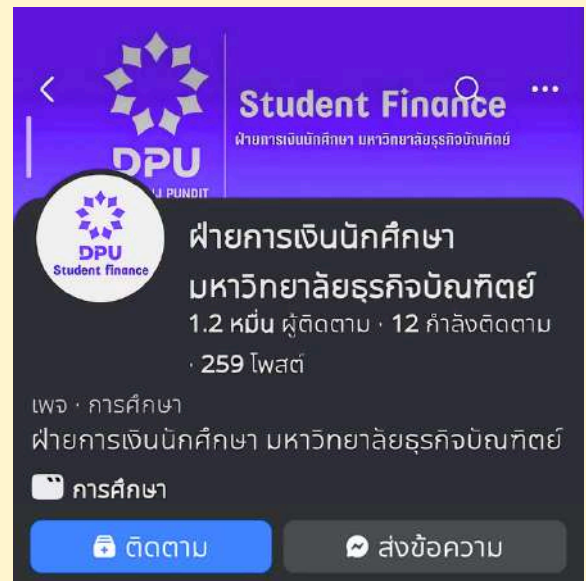 Student Finance
ฝ่ายการเงินนักศึกษา มหาวิทยาลัยธุรกิจบัณฑิตย์
DPU
J PUNDIT
DPU
Student finance
ฝ่ายการเงินนักศึกษา
มหาวิทยาลัยธุรกิจบัณฑิตย์
1.2 หมื่น ผู้ติดตาม · 12 กำลังติดตาม
· 259 โพสต์
เพจ · การศึกษา
ฝ่ายการเงินนักศึกษา มหาวิทยาลัยธุรกิจบัณฑิตย์
การศึกษา
ติดตาม
ส่งข้อความ